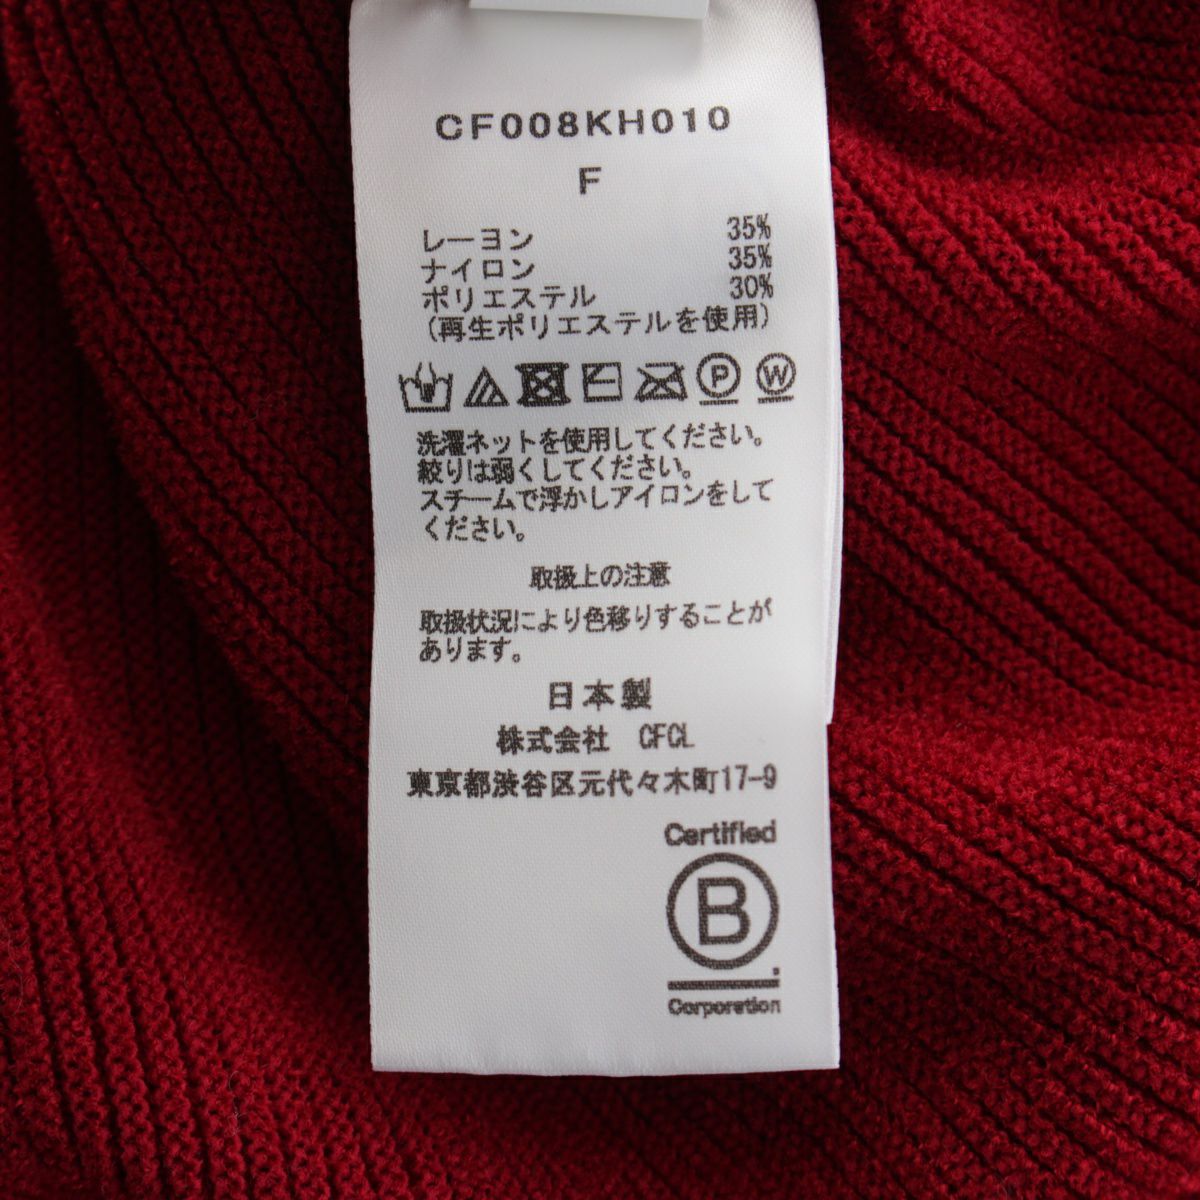 CF008KH010
F
レーヨン 35%
ナイロン 35%
ポリエステル 30%
(再生ポリエステルを使用)
P W
洗濯ネットを使用してください。
絞りは弱くしてください。
スチームで浮かしアイロンをして
ください。
取扱上の注意
取扱状況により色移りすることが
あります。
日本製
株式会社 CFCL
東京都渋谷区元代々木町17-9
Certified
B
Corporation